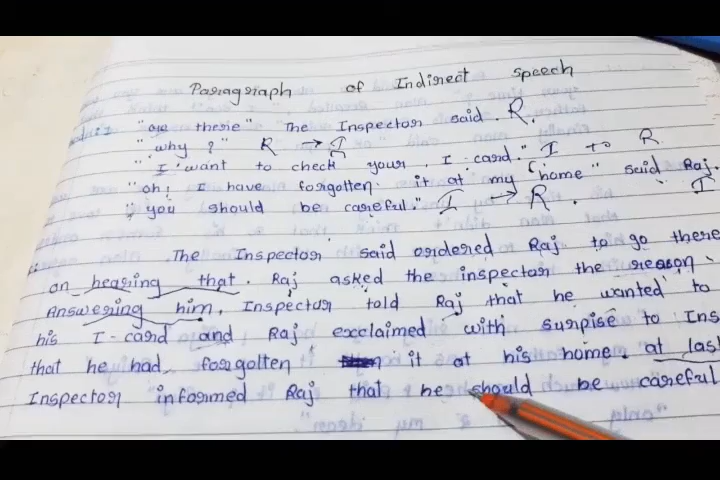 Paragraph of Indirect Speech
"go there" The Inspector said. R.
"why?" R → I
"I want to check your I-card." I to R
"oh! I have forgotten it at my home" said Raj.
"you should be careful." I → R. I
The Inspector said ordered Raj to go there
on hearing that. Raj asked the inspector the reason
Answering him, Inspector told Raj that he wanted to
his I-card and Raj exclaimed with surpise to Ins
that he had forgotten it at his home. at las
Inspector informed Raj that he should be careful